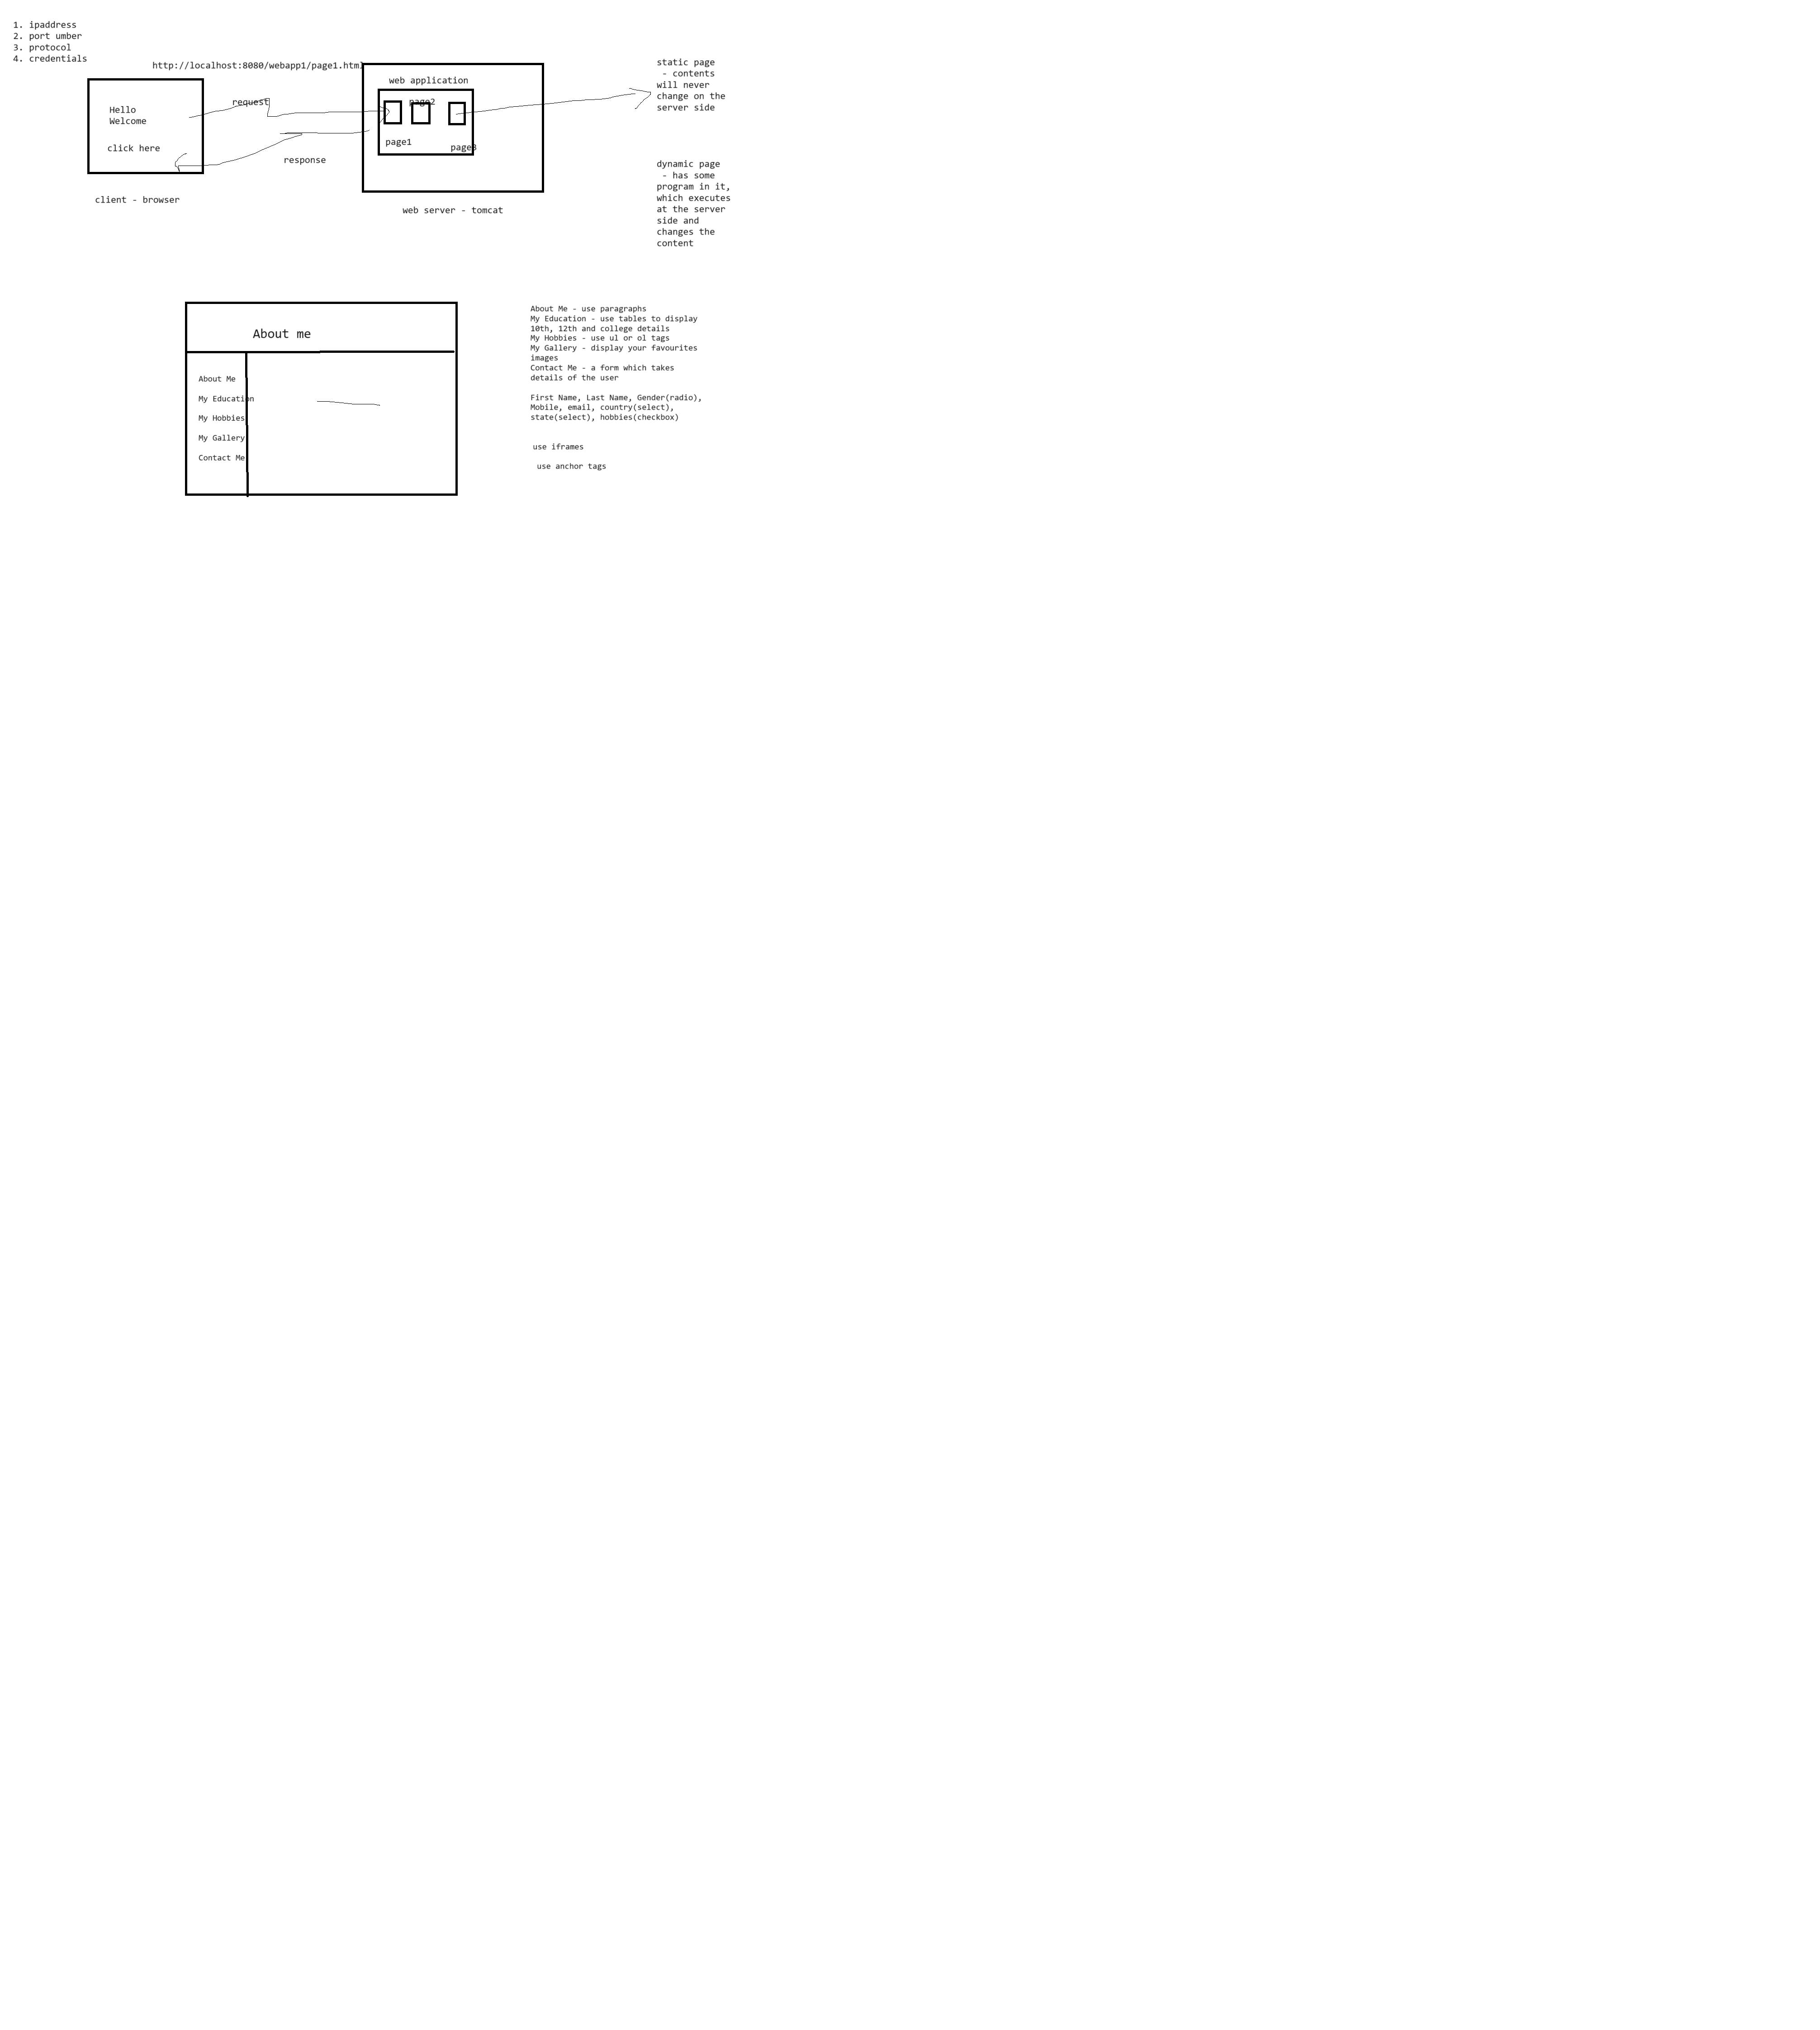 1. ipaddress
2. port umber
3. protocol
4. credentials
http://localhost:8080/webapp1/page1.html
Hello
Welcome
click here
client - browser
request
response
web application
page2
page1
page3
web server - tomcat
static page
- contents
will never
change on the
server side
dynamic page
- has some
program in it,
which executes
at the server
side and
changes the
content
About me
About Me
My Education
My Hobbies
My Gallery
Contact Me
About Me - use paragraphs
My Education - use tables to display
10th, 12th and college details
My Hobbies - use ul or ol tags
My Gallery - display your favourites
images
Contact Me - a form which takes
details of the user
First Name, Last Name, Gender(radio),
Mobile, email, country(select),
state(select), hobbies(checkbox)
use iframes
use anchor tags